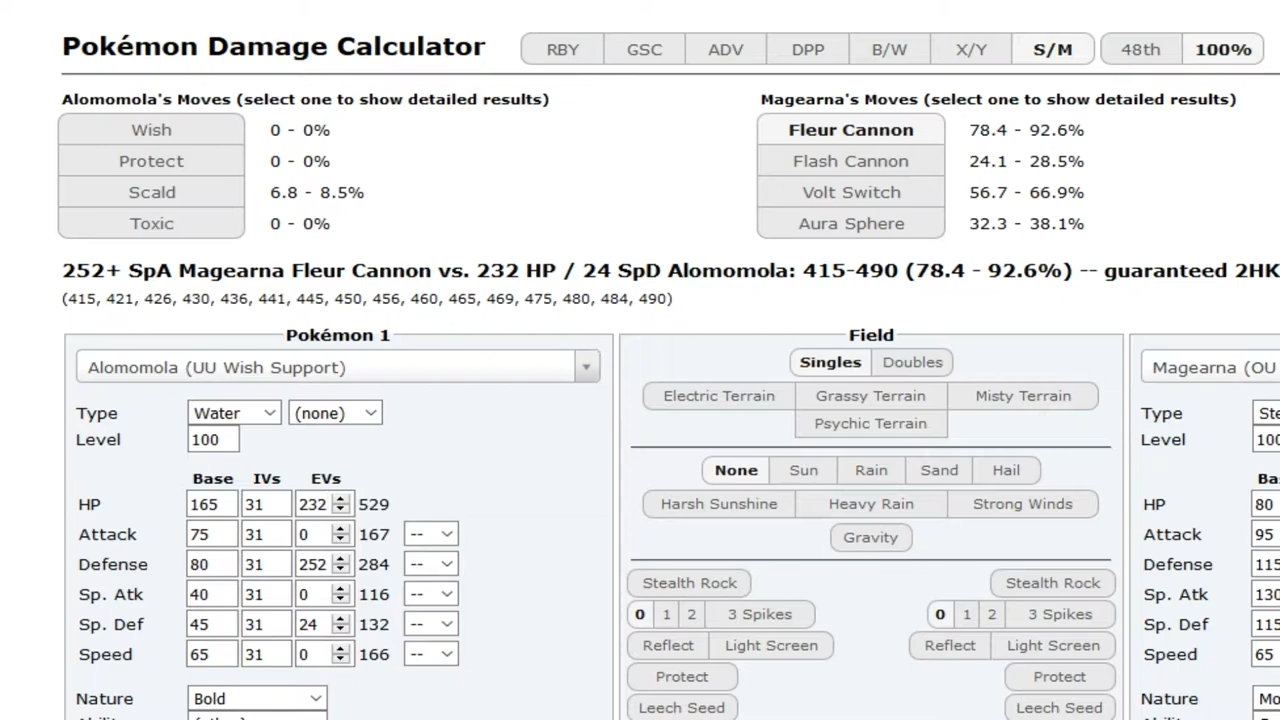 Pokémon Damage Calculator RBY GSC ADV DPP B/W X/Y S/M 48th 100%
Alomomola's Moves (select one to show detailed results) Magearna's Moves (select one to show detailed results)
Wish 0 - 0% Fleur Cannon 78.4 - 92.6%
Protect 0 - 0% Flash Cannon 24.1 - 28.5%
Scald 6.8 - 8.5% Volt Switch 56.7 - 66.9%
Toxic 0 - 0% Aura Sphere 32.3 - 38.1%
252+ SpA Magearna Fleur Cannon vs. 232 HP / 24 SpD Alomomola: 415-490 (78.4 - 92.6%) -- guaranteed 2HK
(415, 421, 426, 430, 436, 441, 445, 450, 456, 460, 465, 469, 475, 480, 484, 490)
Pokémon 1 Field
Alomomola (UU Wish Support) Singles Doubles Magearna (OU
Electric Terrain Grassy Terrain Misty Terrain
Type Water (none) Psychic Terrain Type Ste
Level 100 Level 100
None Sun Rain Sand Hail
Base IVs EVs Ba
HP 165 31 232 529 Harsh Sunshine Heavy Rain Strong Winds HP 80
Attack 75 31 0 167 -- Gravity Attack 95
Defense 80 31 252 284 -- Defense 115
Stealth Rock Stealth Rock
Sp. Atk 40 31 0 116 -- Sp. Atk 130
0 1 2 3 Spikes 0 1 2 3 Spikes
Sp. Def 45 31 24 132 -- Sp. Def 115
Reflect Light Screen Reflect Light Screen
Speed 65 31 0 166 -- Speed 65
Protect Protect
Nature Bold Nature Mo
Leech Seed Leech Seed